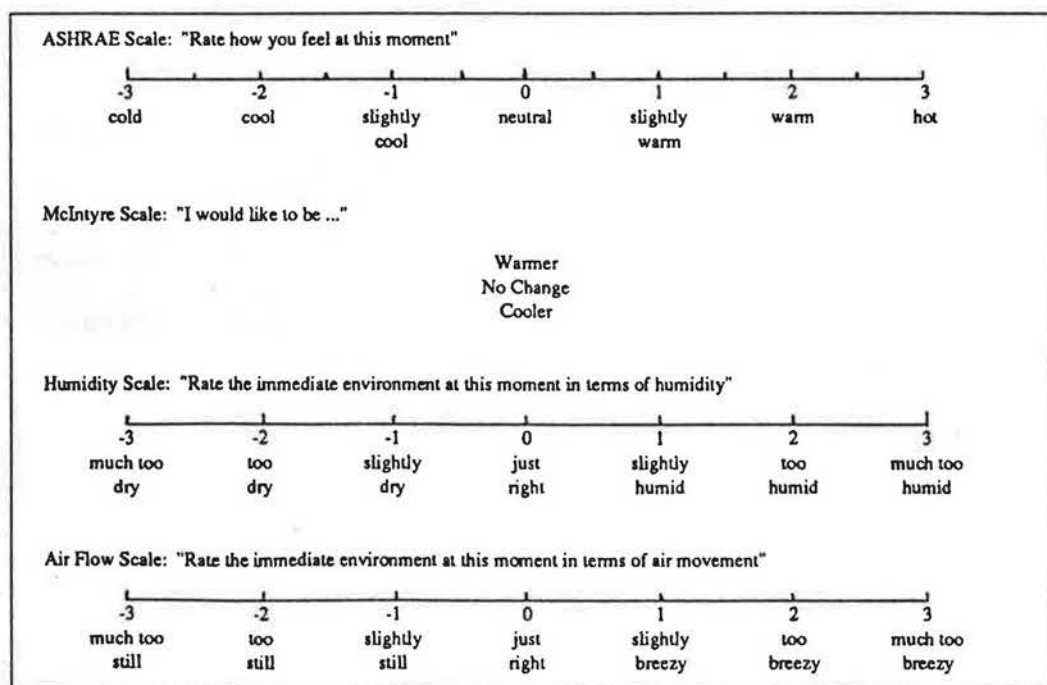 ASHRAE Scale: "Rate how you feel at this moment"
-3 -2 -1 0 1 2 3
cold cool slightly neutral slightly warm hot
cool warm
McIntyre Scale: "I would like to be ..."
Warmer
No Change
Cooler
Humidity Scale: "Rate the immediate environment at this moment in terms of humidity"
-3 -2 -1 0 1 2 3
much too too slightly just slightly too much too
dry dry dry right humid humid humid
Air Flow Scale: "Rate the immediate environment at this moment in terms of air movement"
-3 -2 -1 0 1 2 3
much too too slightly just slightly too much too
still still still right breezy breezy breezy